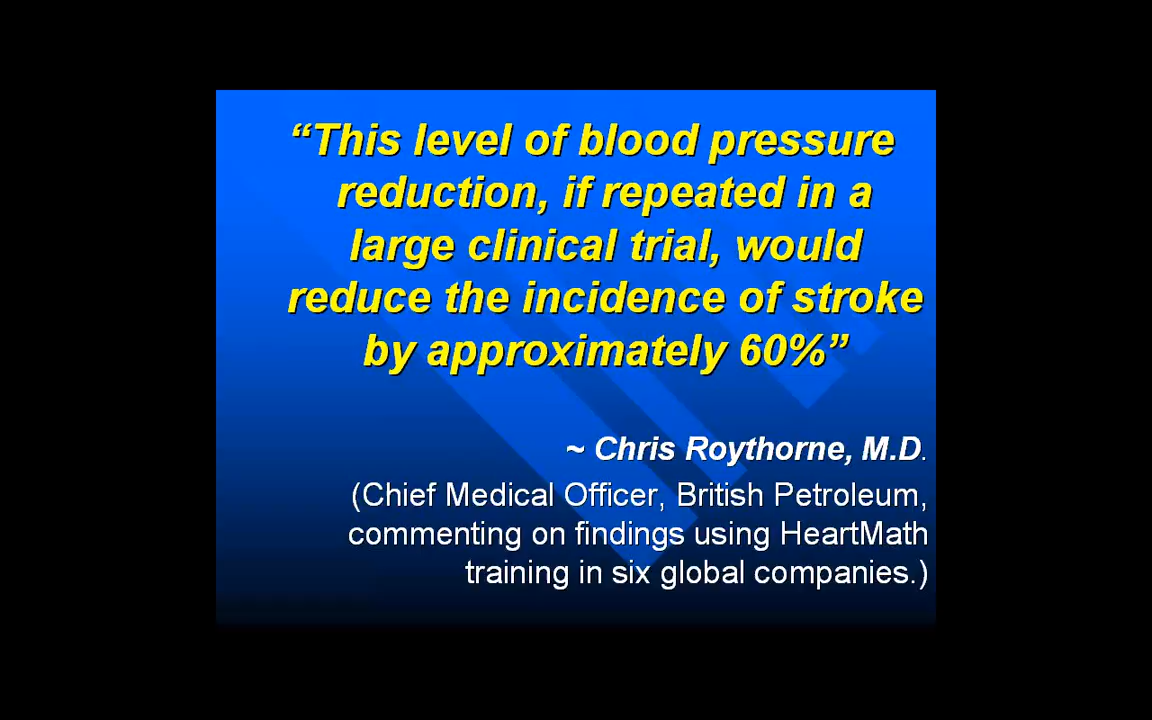 “This level of blood pressure
reduction, if repeated in a
large clinical trial, would
reduce the incidence of stroke
by approximately 60%”
~ Chris Roythorne, M.D.
(Chief Medical Officer, British Petroleum,
commenting on findings using HeartMath
training in six global companies.)